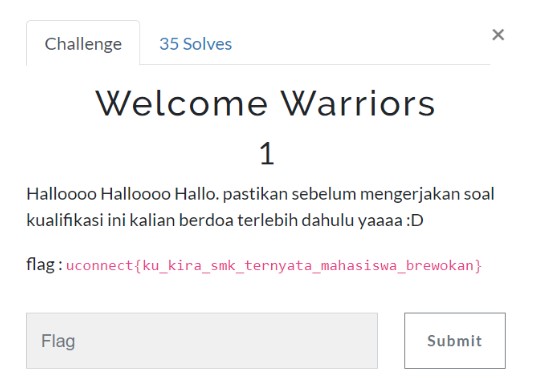 Challenge
35 Solves
×
Welcome Warriors
1
Halloooo Halloooo Hallo. pastikan sebelum mengerjakan soal
kualifikasi ini kalian berdoa terlebih dahulu yaaaa :D
flag : uconnect{ku_kira_smk_ternyata_mahasiswa_brewokan}
Flag
Submit